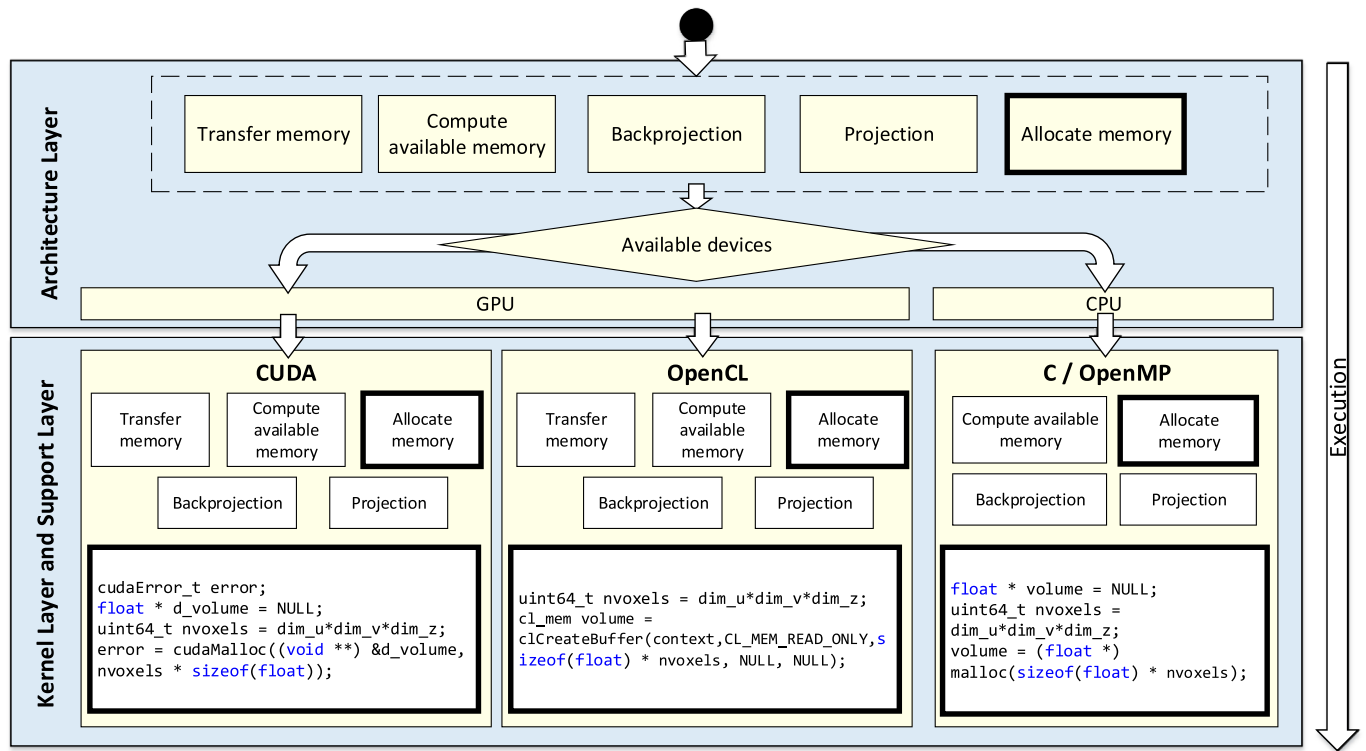 Architecture Layer
Transfer memory
Compute
available memory
Backprojection
Projection
Allocate memory
Available devices
GPU
CPU
Kernel Layer and Support Layer
CUDA
Transfer
memory
Compute
available
memory
Allocate
memory
Backprojection
Projection
cudaError_t error;
float * d_volume = NULL;
uint64_t nvoxels = dim_u*dim_v*dim_z;
error = cudaMalloc((void **) &d_volume,
nvoxels * sizeof(float));
OpenCL
Transfer
memory
Compute
available
memory
Allocate
memory
Backprojection
Projection
uint64_t nvoxels = dim_u*dim_v*dim_z;
cl_mem volume =
clCreateBuffer(context,CL_MEM_READ_ONLY,s
izeof(float) * nvoxels, NULL, NULL);
C / OpenMP
Compute available
memory
Allocate
memory
Backprojection
Projection
float * volume = NULL;
uint64_t nvoxels =
dim_u*dim_v*dim_z;
volume = (float *)
malloc(sizeof(float) * nvoxels);
Execution